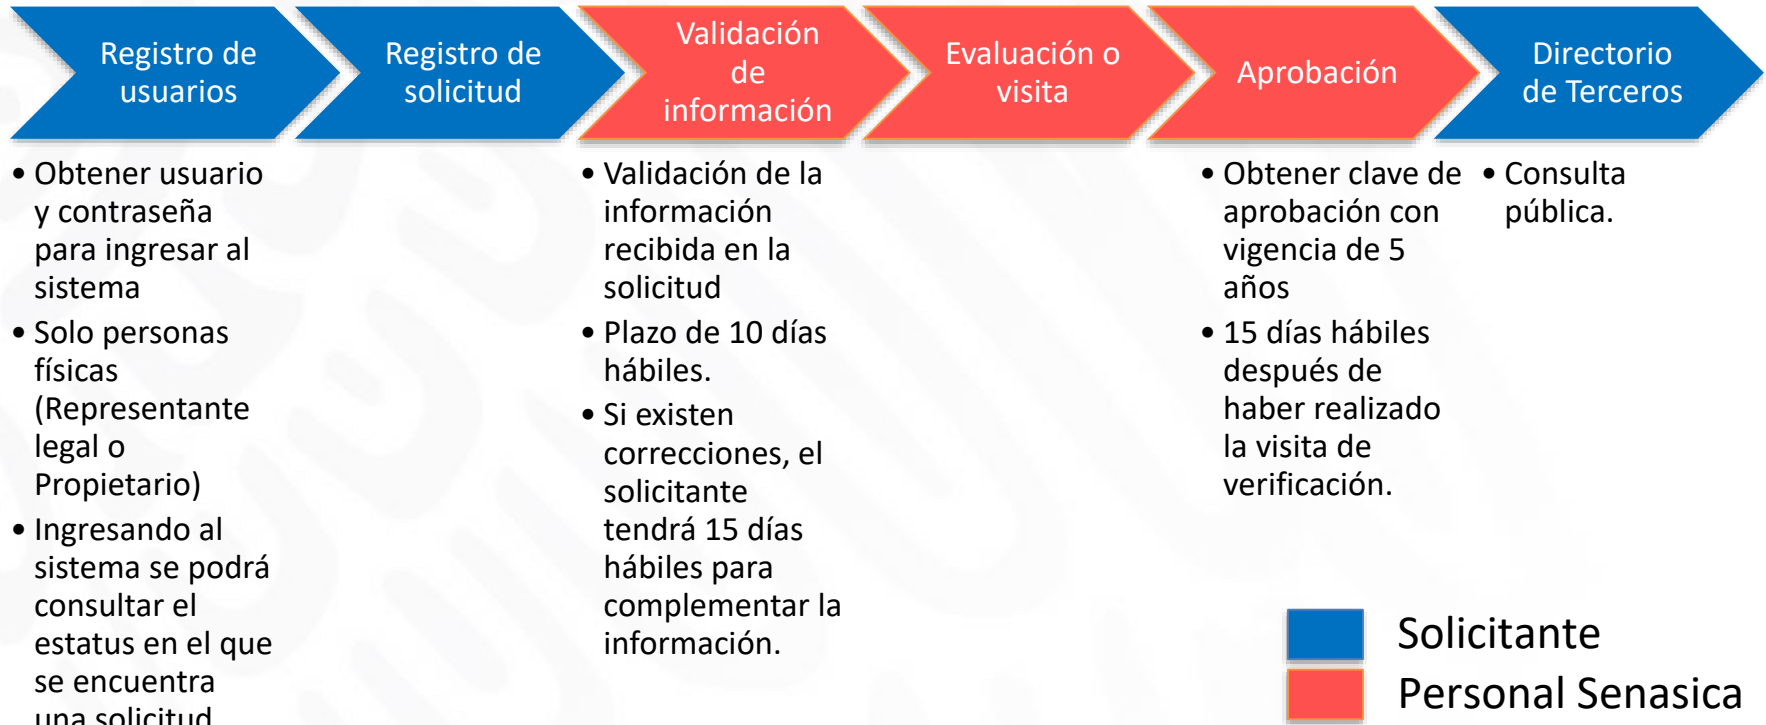 Registro de
usuarios
Registro de
solicitud
Validación
de
información
Evaluación o
visita
Aprobación
Directorio
de Terceros
• Obtener usuario
y contraseña
para ingresar al
sistema
• Solo personas
físicas
(Representante
legal o
Propietario)
• Ingresando al
sistema se podrá
consultar el
estatus en el que
se encuentra
una solicitud
• Validación de la
información
recibida en la
solicitud
• Plazo de 10 días
hábiles.
• Si existen
correcciones, el
solicitante
tendrá 15 días
hábiles para
complementar la
información.
• Obtener clave de
aprobación con
vigencia de 5
años
• 15 días hábiles
después de
haber realizado
la visita de
verificación.
• Consulta
pública.
Solicitante
Personal Senasica